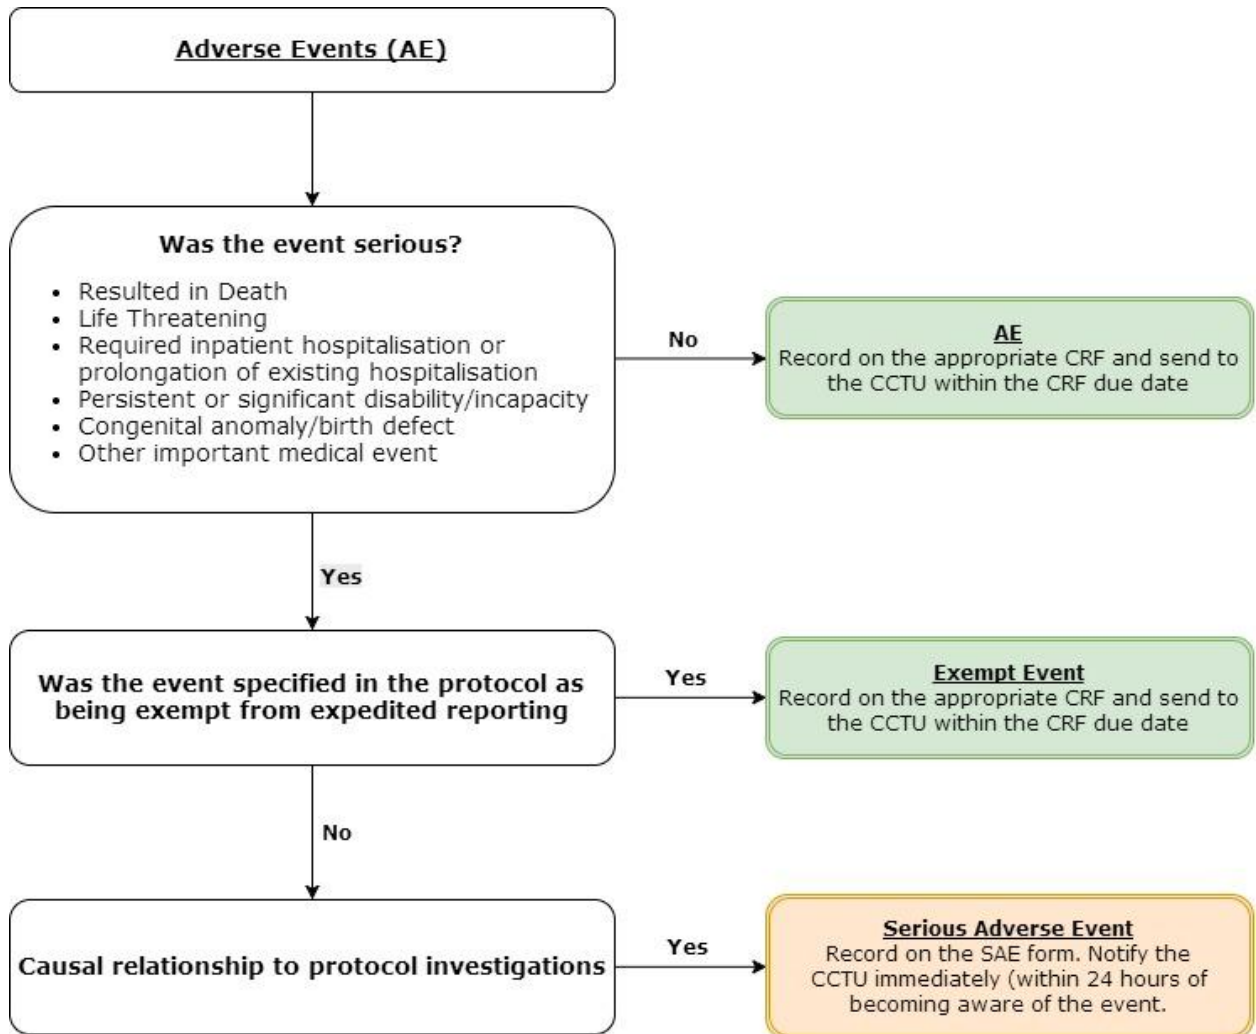 Adverse Events (AE)
Was the event serious?
• Resulted in Death
• Life Threatening
• Required inpatient hospitalisation or
prolongation of existing hospitalisation
• Persistent or significant disability/incapacity
• Congenital anomaly/birth defect
• Other important medical event
No
AE
Record on the appropriate CRF and send to
the CCTU within the CRF due date
Yes
Was the event specified in the protocol as
being exempt from expedited reporting
Yes
Exempt Event
Record on the appropriate CRF and send to
the CCTU within the CRF due date
No
Causal relationship to protocol investigations
Yes
Serious Adverse Event
Record on the SAE form. Notify the
CCTU immediately (within 24 hours of
becoming aware of the event.